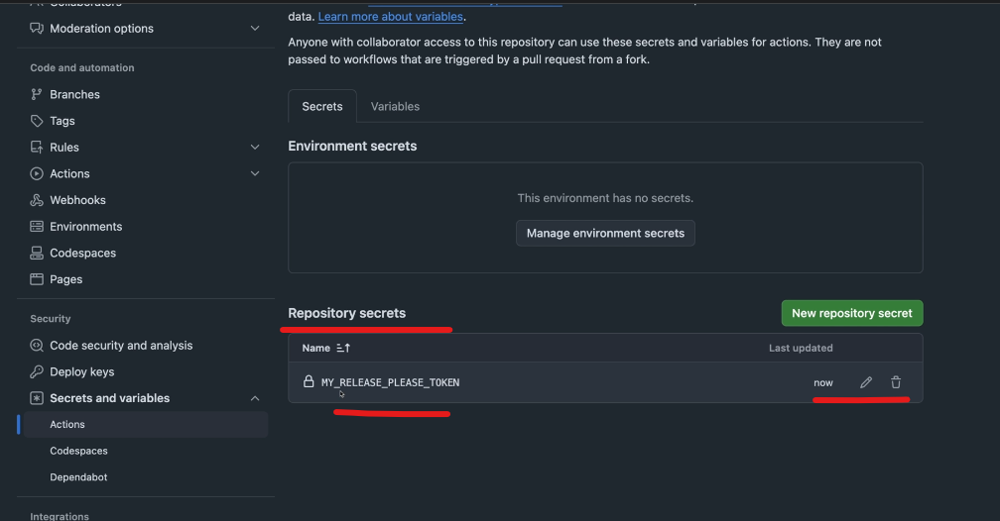 Collaborators
Moderation options
Code and automation
Branches
Tags
Rules
Actions
Webhooks
Environments
Codespaces
Pages
Security
Code security and analysis
Deploy keys
Secrets and variables
Actions
Codespaces
Dependabot
Integrations
data. Learn more about variables.
Anyone with collaborator access to this repository can use these secrets and variables for actions. They are not
passed to workflows that are triggered by a pull request from a fork.
Secrets Variables
Environment secrets
This environment has no secrets.
Manage environment secrets
Repository secrets
New repository secret
Name Last updated
MY_RELEASE_PLEASE_TOKEN now